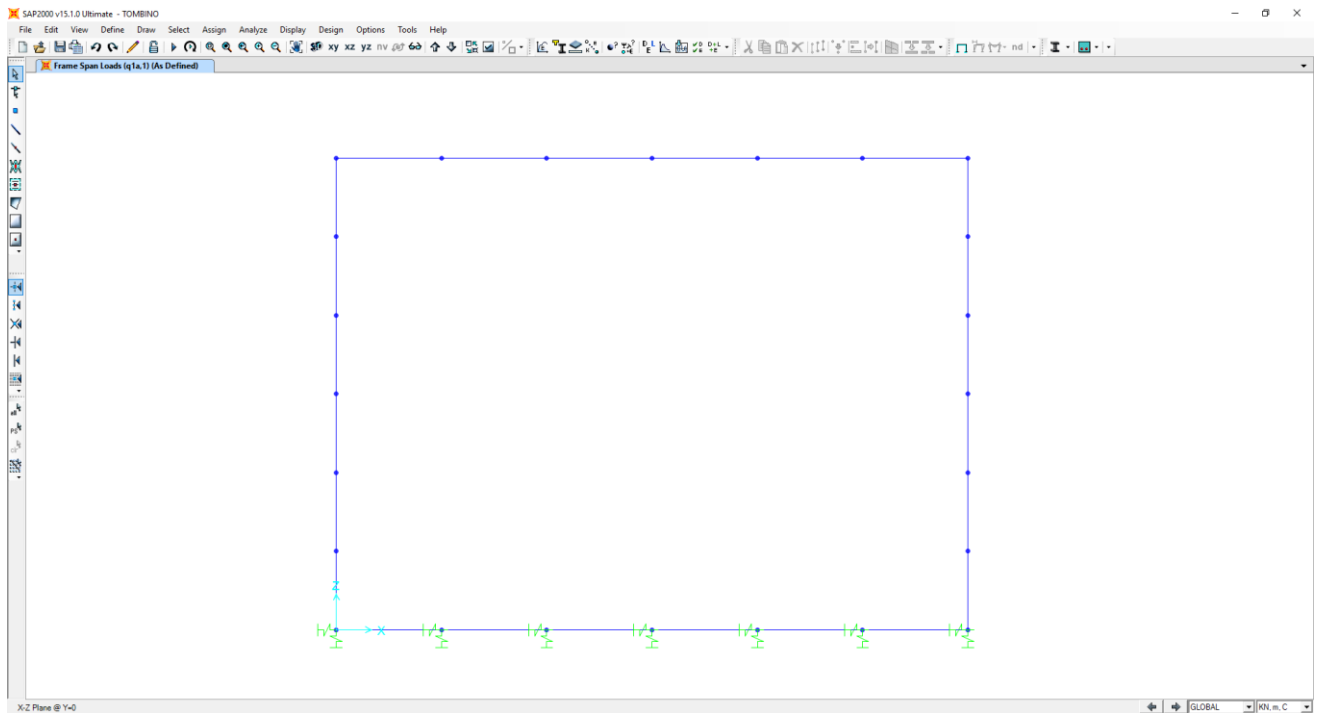 SAP2000 v15.1.0 Ultimate - TOMBINO
File Edit View Define Draw Select Assign Analyze Display Design Options Tools Help
xy xz yz nv nd
Frame Span Loads (q1a,1) (As Defined)
Z
X
X-Z Plane @ Y=0
GLOBAL
KN, m, C